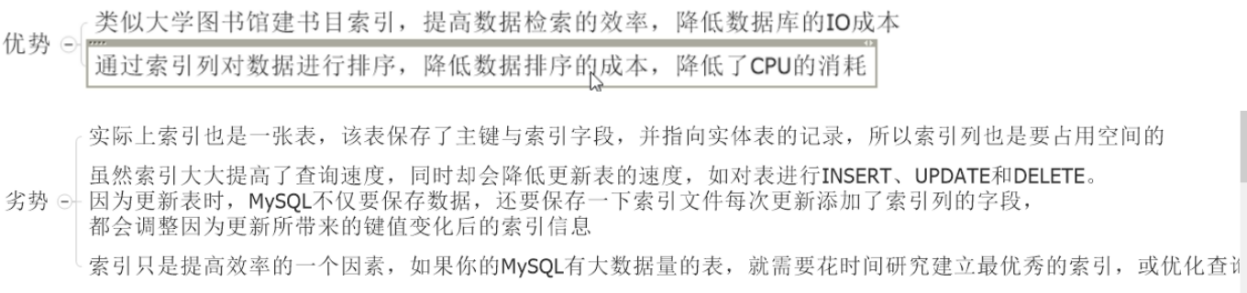 优势
类似大学图书馆建书目索引，提高数据检索的效率，降低数据库的IO成本
通过索引列对数据进行排序，降低数据排序的成本，降低了CPU的消耗
劣势
实际上索引也是一张表，该表保存了主键与索引字段，并指向实体表的记录，所以索引列也是要占用空间的
虽然索引大大提高了查询速度，同时却会降低更新表的速度，如对表进行INSERT、UPDATE和DELETE。
因为更新表时，MySQL不仅要保存数据，还要保存一下索引文件每次更新添加了索引列的字段，
都会调整因为更新所带来的键值变化后的索引信息
索引只是提高效率的一个因素，如果你的MySQL有大数据量的表，就需要花时间研究建立最优秀的索引，或优化查